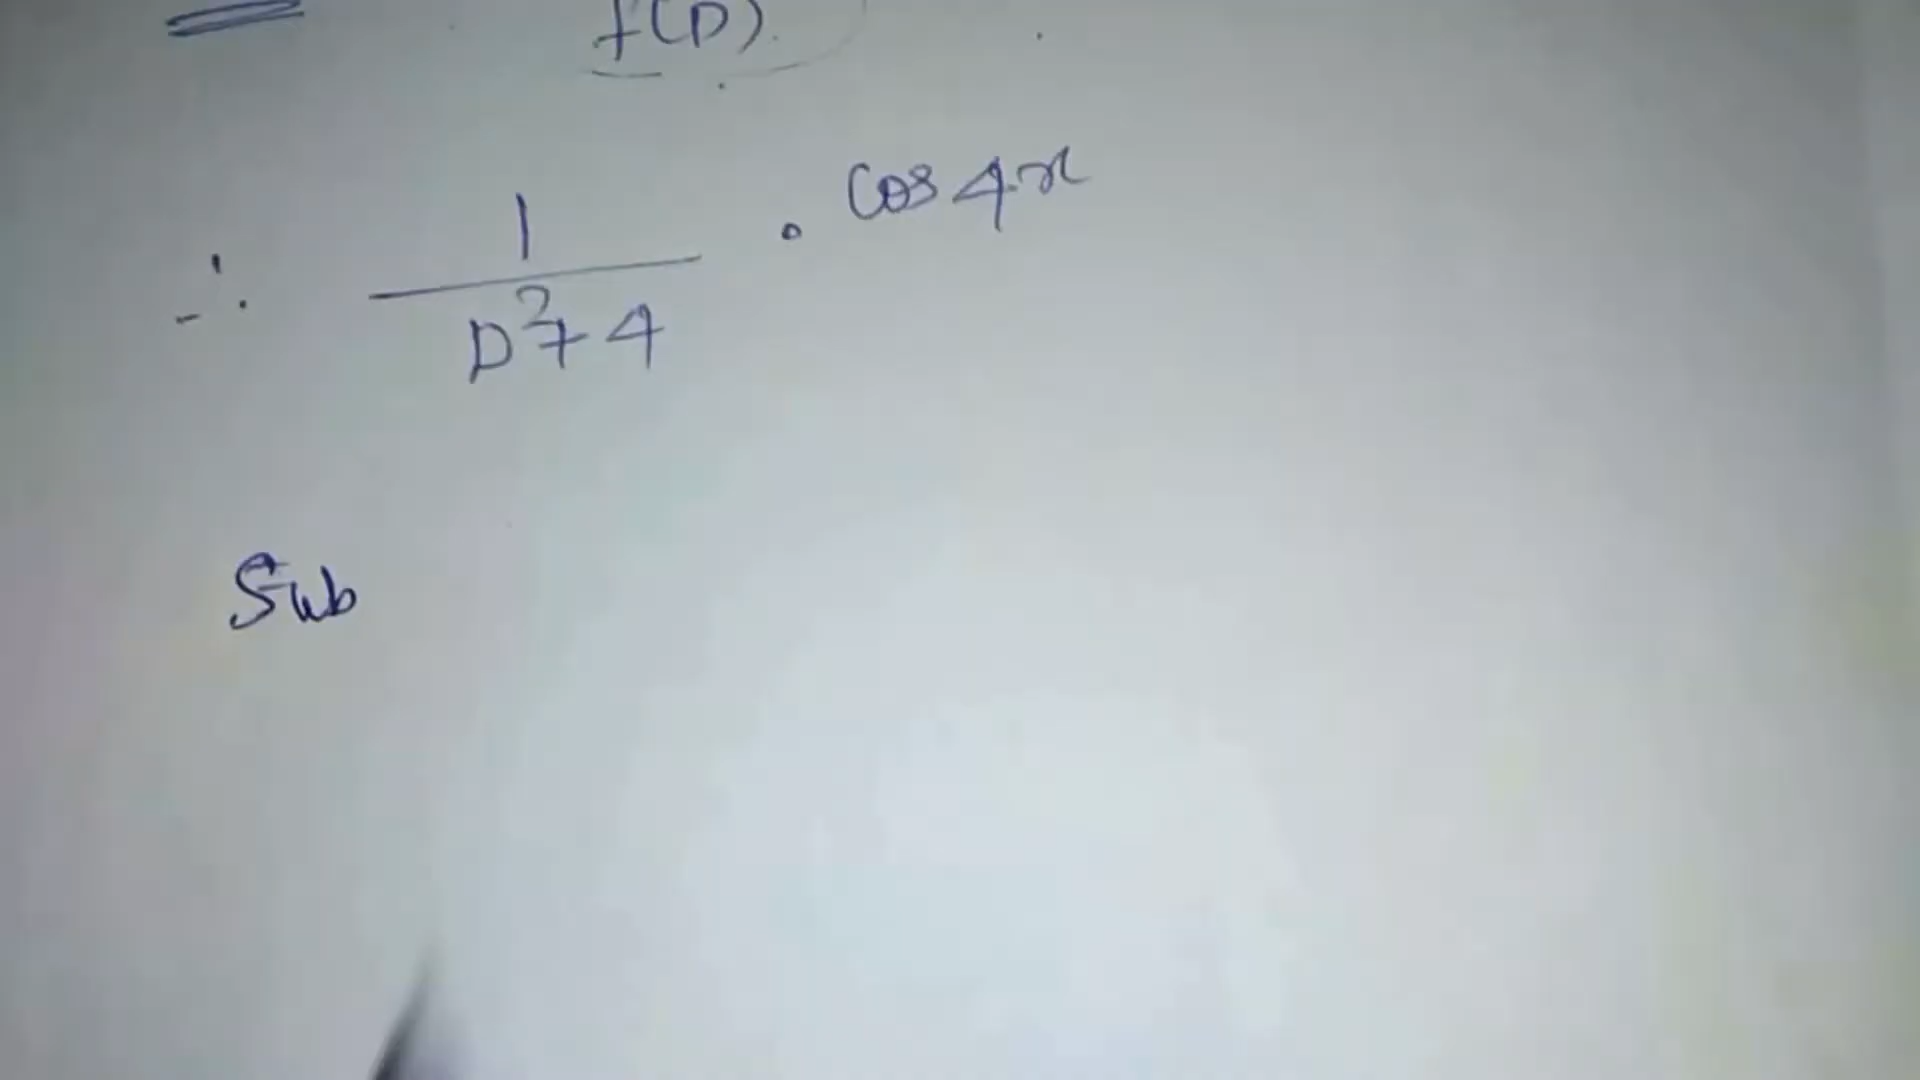 f(D).
∴ 1/(D²+4) . cos 4x
Sub